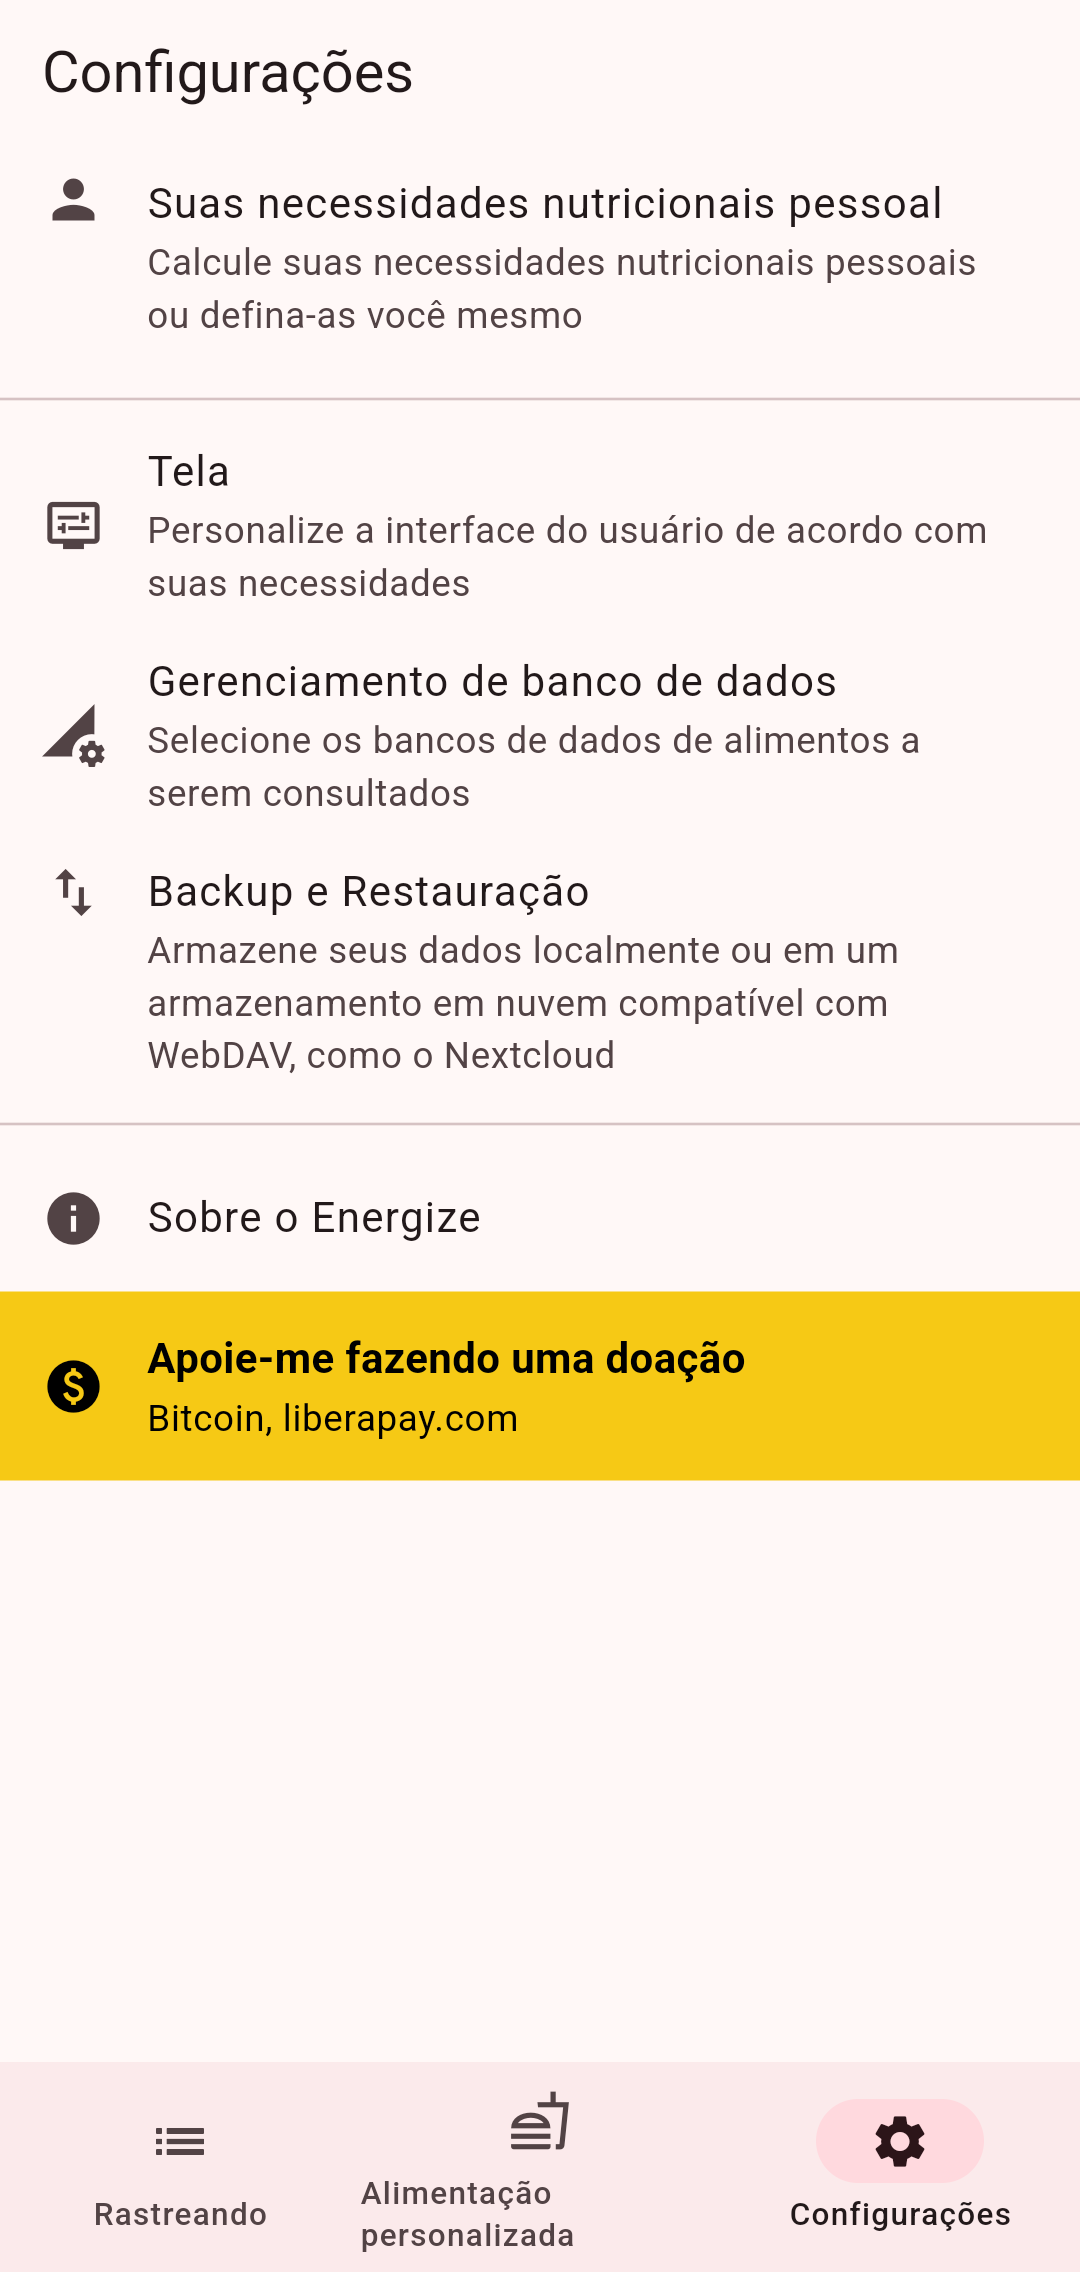 Configurações
Suas necessidades nutricionais pessoal
Calcule suas necessidades nutricionais pessoais
ou defina-as você mesmo
Tela
Personalize a interface do usuário de acordo com
suas necessidades
Gerenciamento de banco de dados
Selecione os bancos de dados de alimentos a
serem consultados
Backup e Restauração
Armazene seus dados localmente ou em um
armazenamento em nuvem compatível com
WebDAV, como o Nextcloud
Sobre o Energize
Apoie-me fazendo uma doação
Bitcoin, liberapay.com
Rastreando
Alimentação
personalizada
Configurações